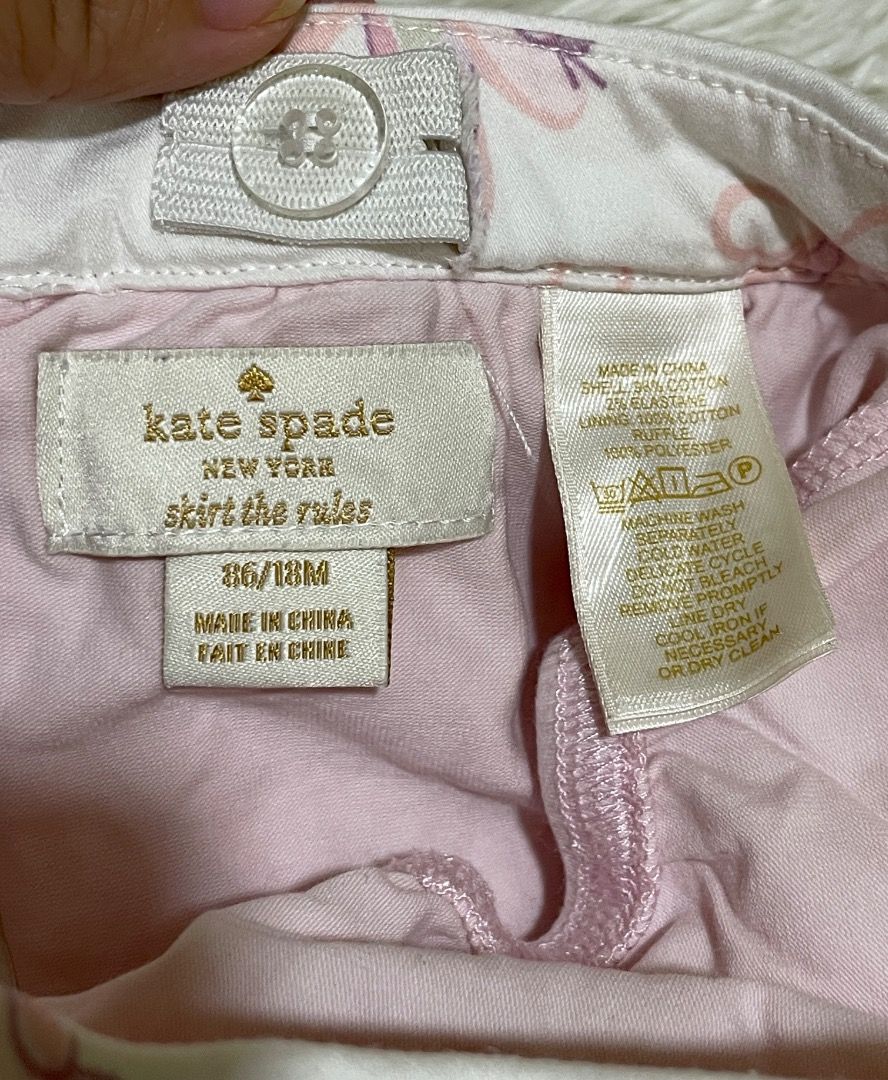 kate spade
NEW YORK
skirt the rules
86/18M
MADE IN CHINA
FAIT EN CHINE
MADE IN CHINA
SHELL, 98% COTTON
2% ELASTANE
LINING, 100% COTTON
RUFFLE,
100% POLYESTER
30 P
MACHINE WASH
SEPARATELY
COLD WATER
DELICATE CYCLE
DO NOT BLEACH
REMOVE PROMPTLY
LINE DRY
COOL IRON IF
NECESSARY
OR DRY CLEAN